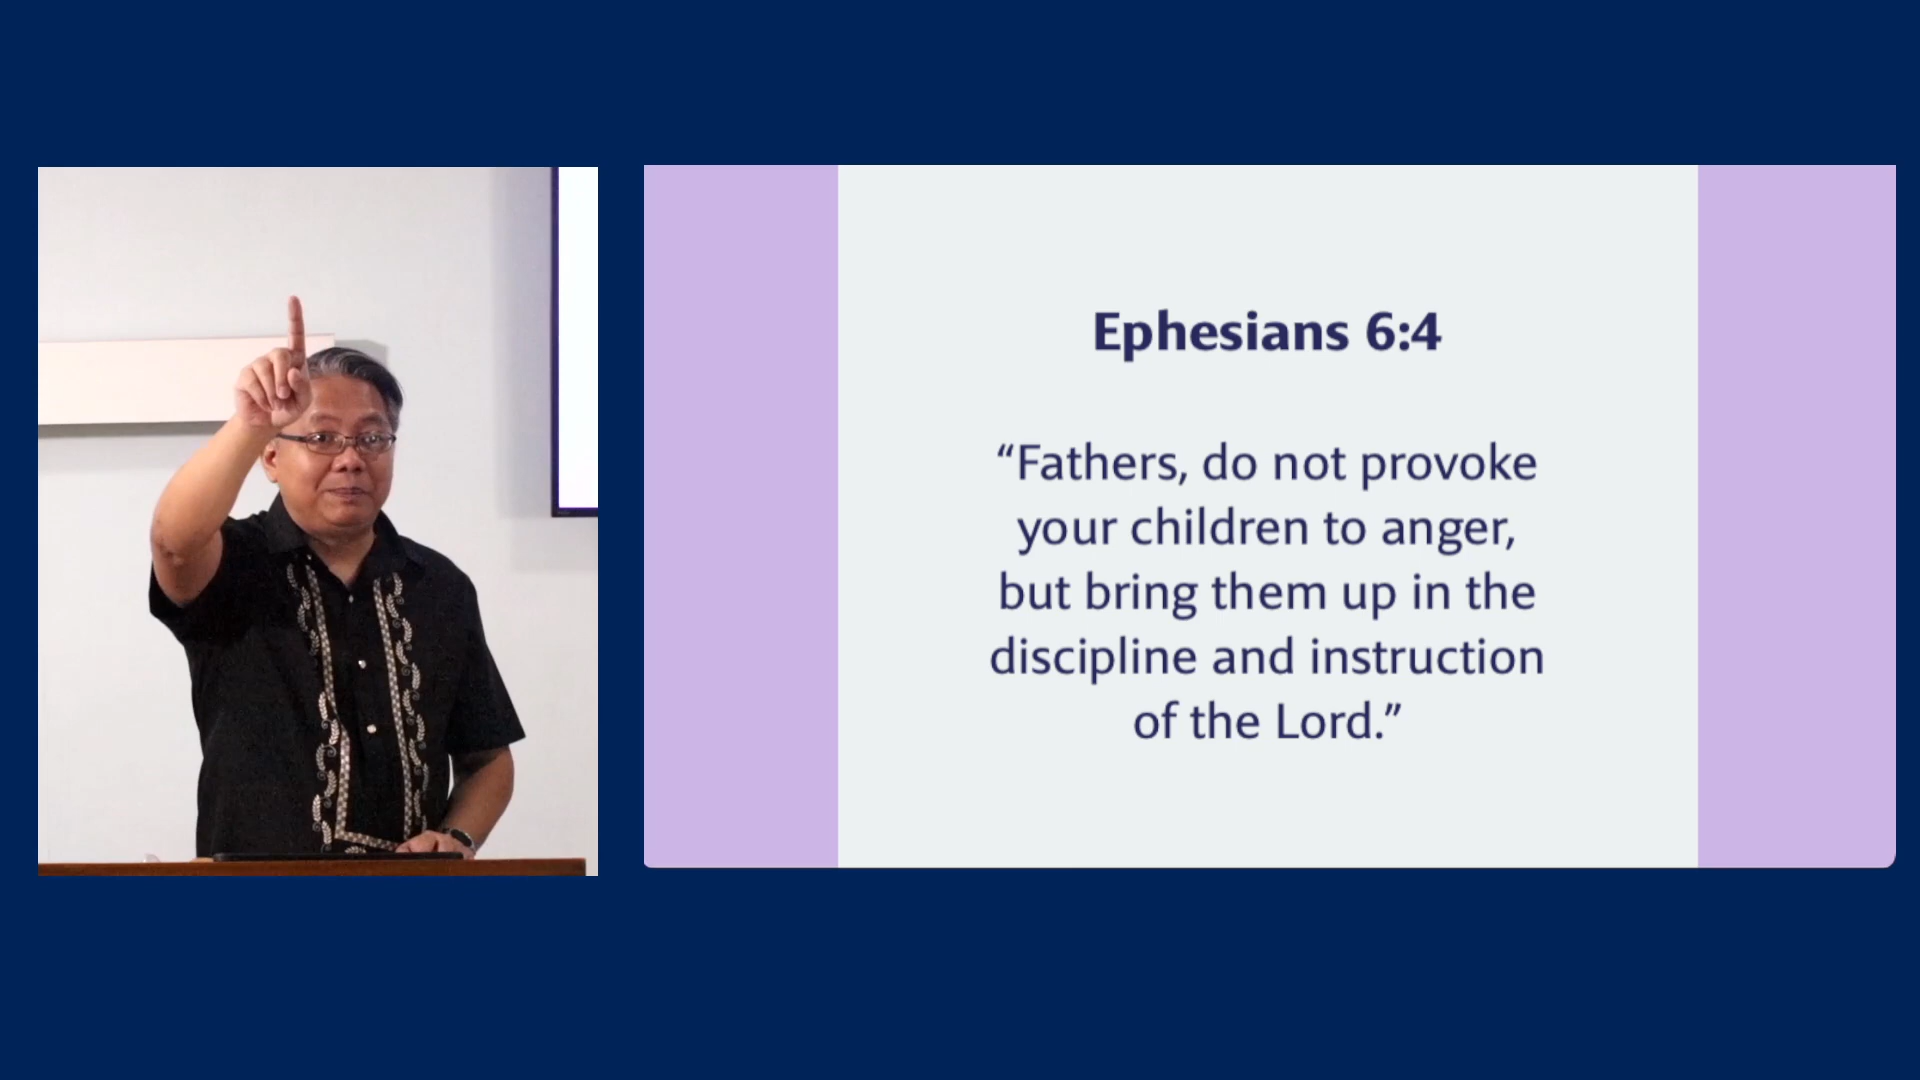 Ephesians 6:4
“Fathers, do not provoke
your children to anger,
but bring them up in the
discipline and instruction
of the Lord.”